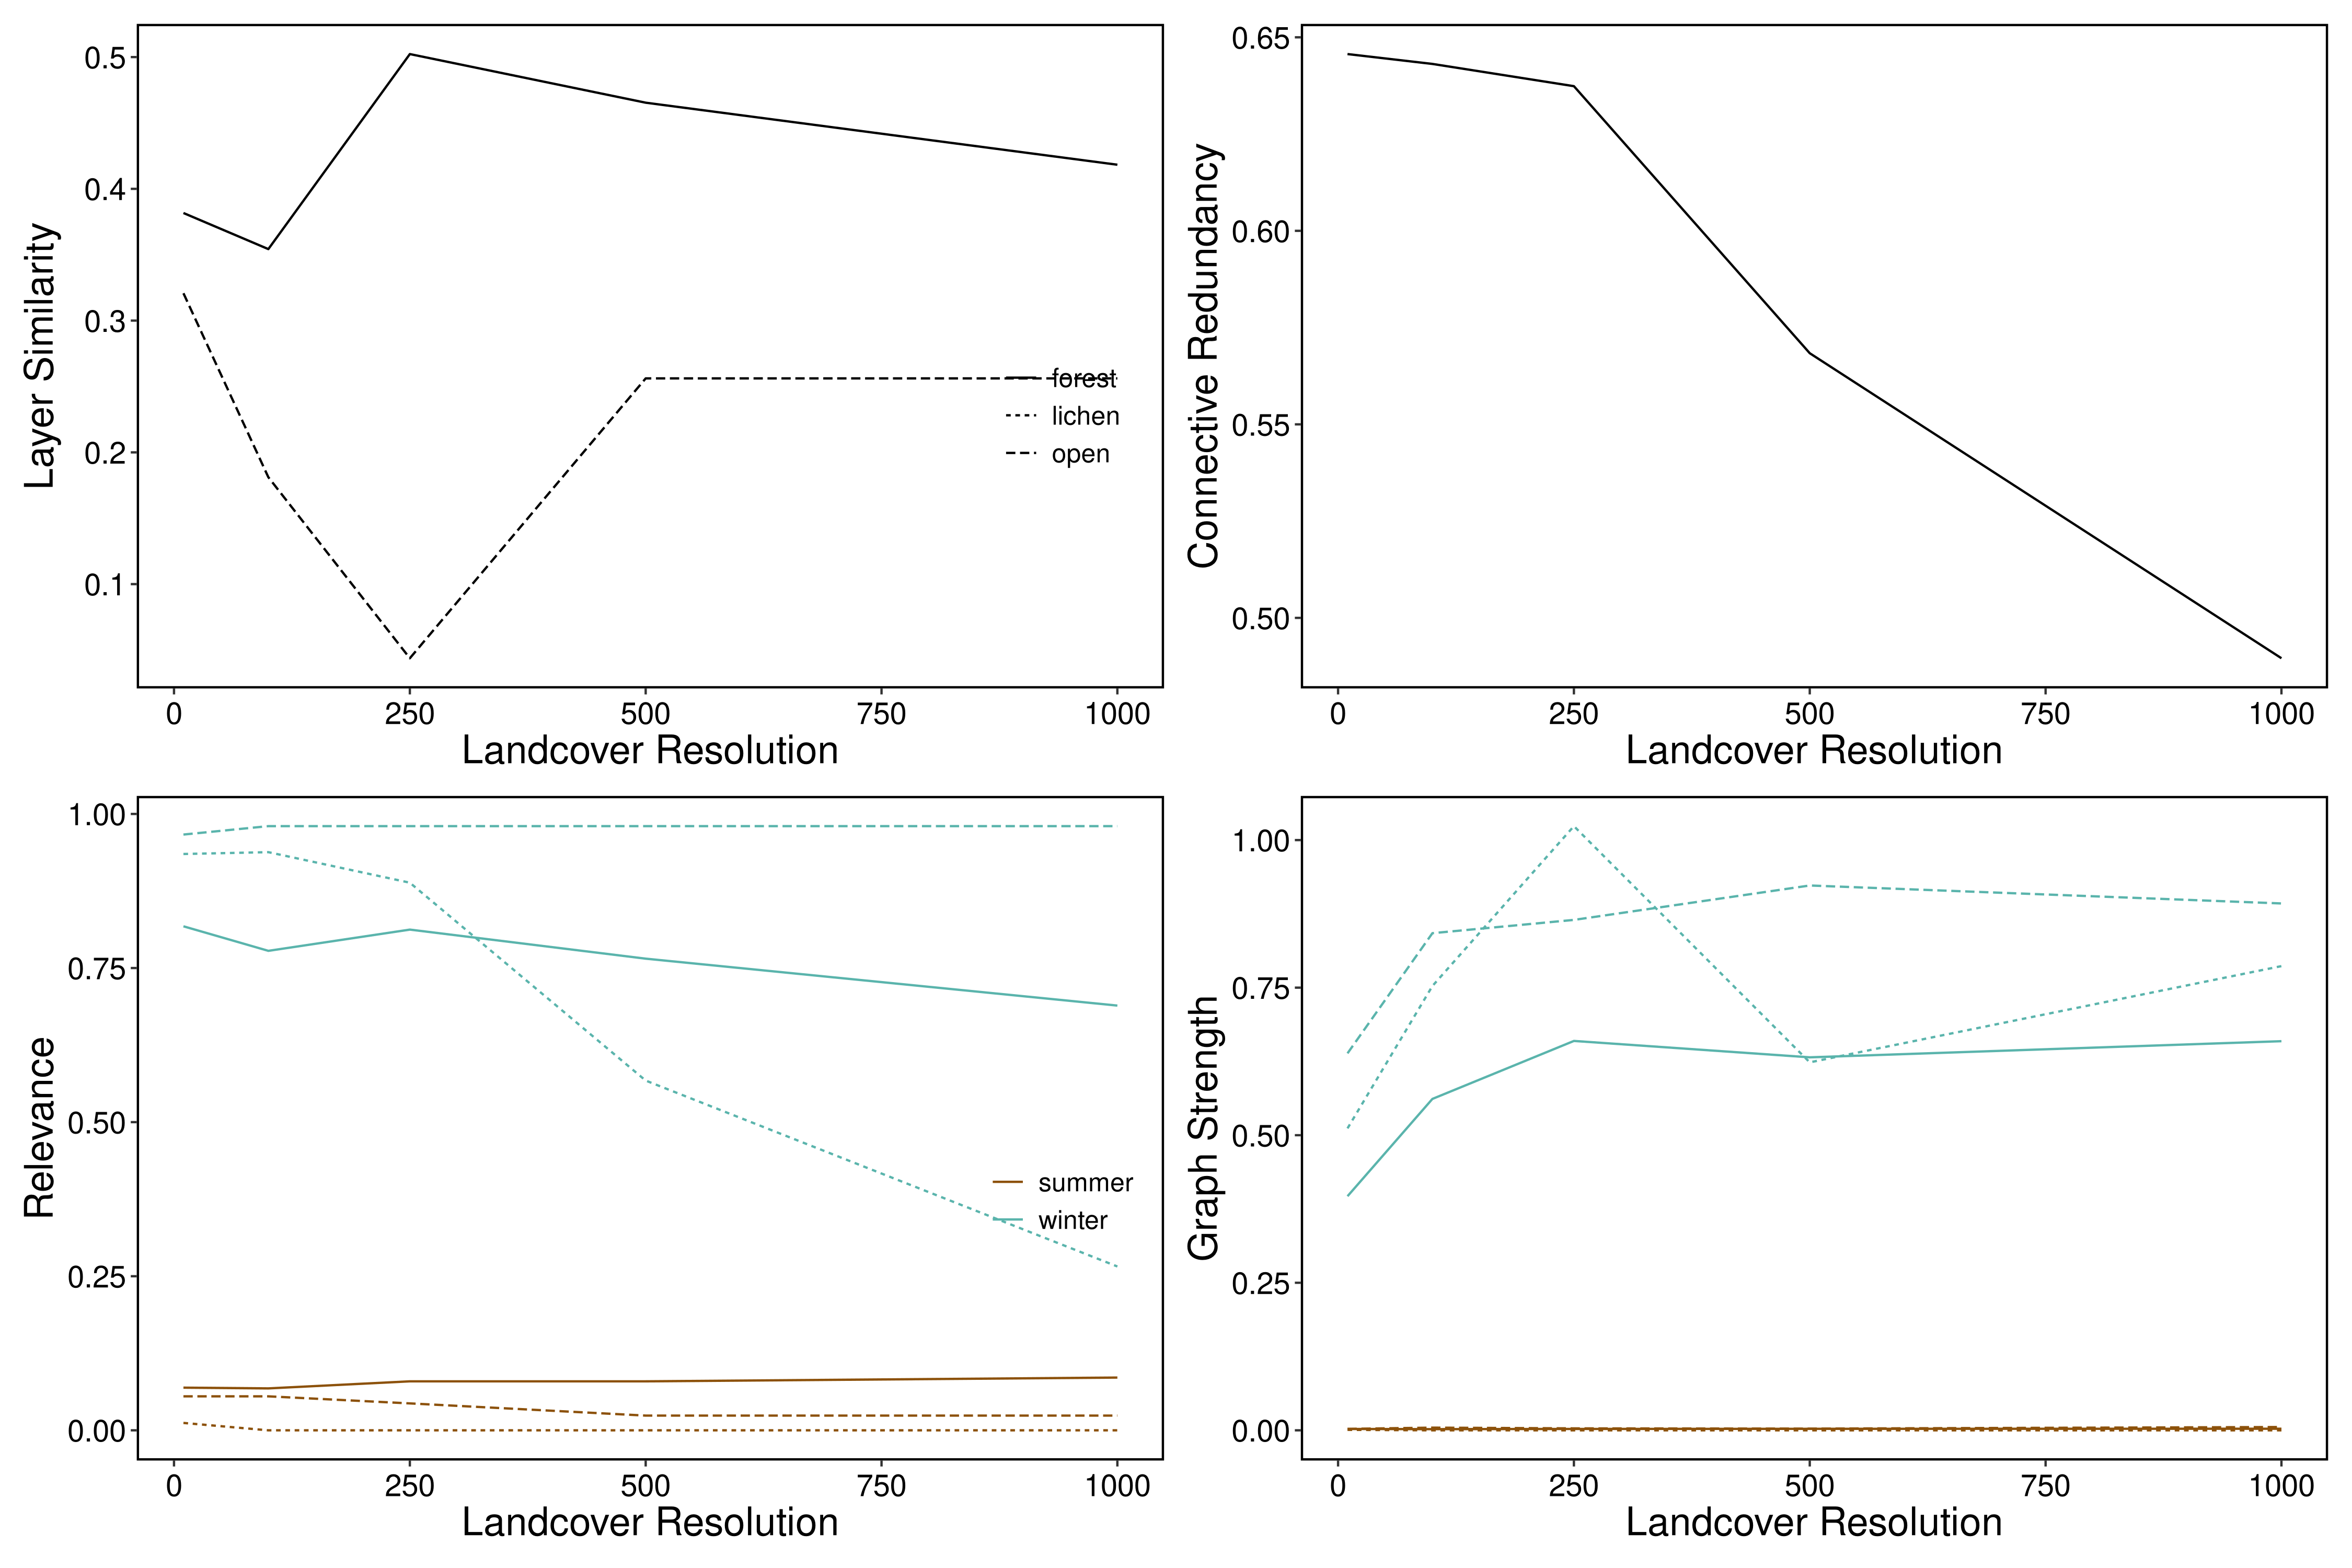 0.5
0.4
0.3
0.2
0.1
Layer Similarity
forest
lichen
open
0 250 500 750 1000
Landcover Resolution
0.65
0.60
0.55
0.50
Connective Redundancy
0 250 500 750 1000
Landcover Resolution
1.00
0.75
0.50
0.25
0.00
Relevance
summer
winter
0 250 500 750 1000
Landcover Resolution
1.00
0.75
0.50
0.25
0.00
Graph Strength
0 250 500 750 1000
Landcover Resolution